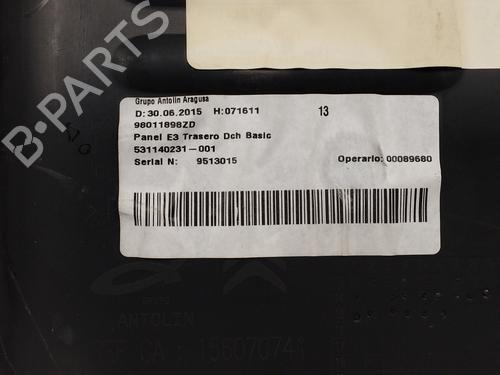 B-PARTS
Grupo Antolin Aragusa
D: 30.06.2015 H:071611 13
98011898ZD
Panel E3 Trasero Dch Basic
531140231-001
Serial N: 9513015 Operario: 00089680
GRUPO
ANTOLIN